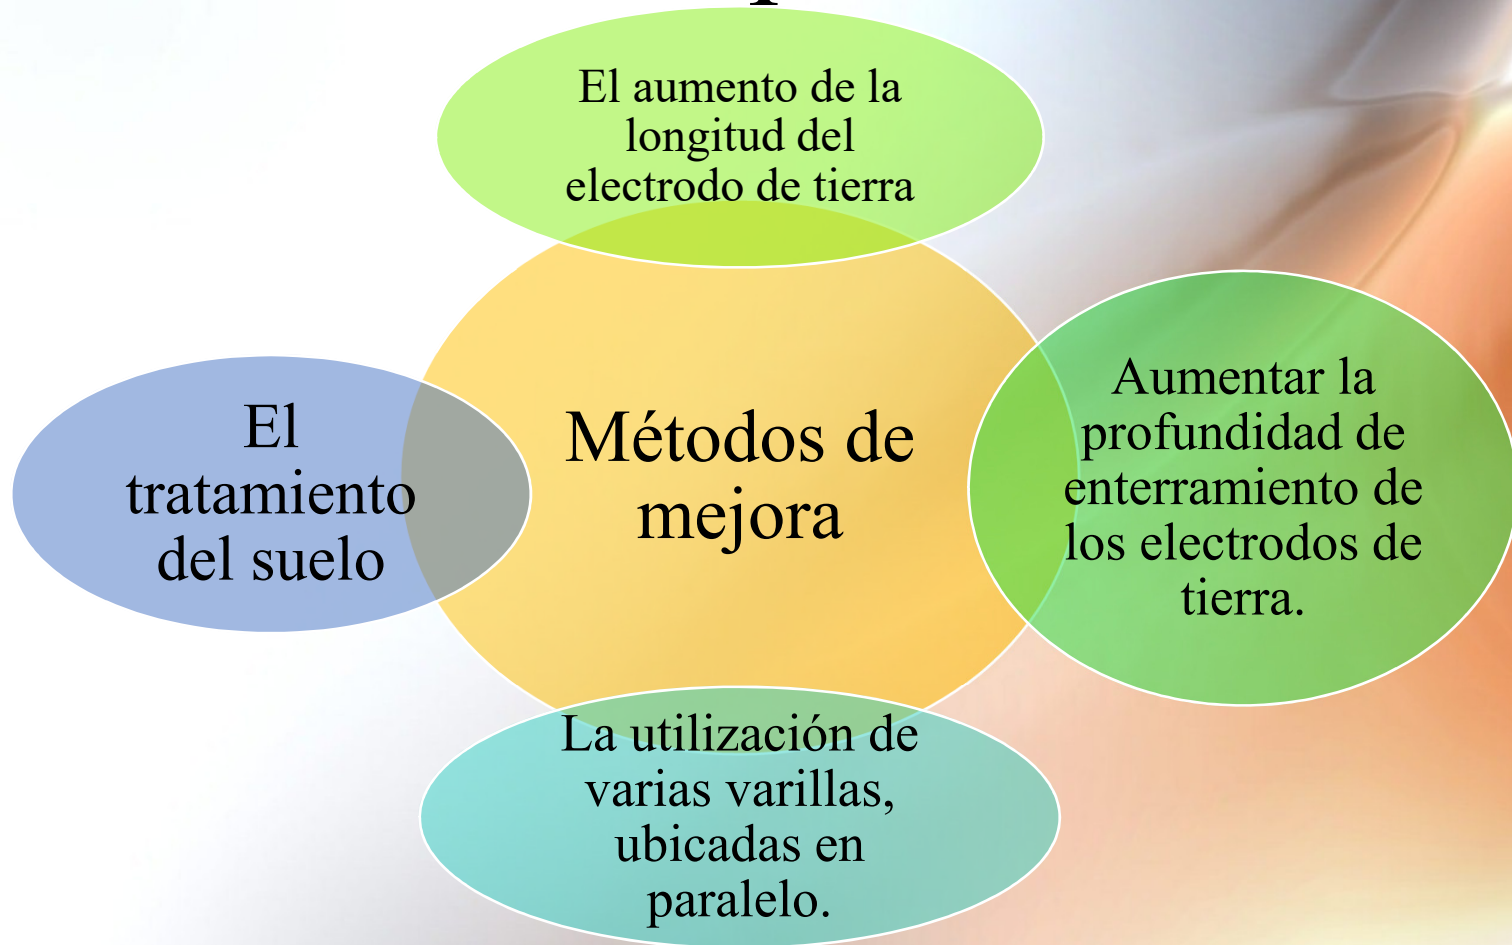 El aumento de la
longitud del
electrodo de tierra
Métodos de
mejora
Aumentar la
profundidad de
enterramiento de
los electrodos de
tierra.
La utilización de
varias varillas,
ubicadas en
paralelo.
El
tratamiento
del suelo